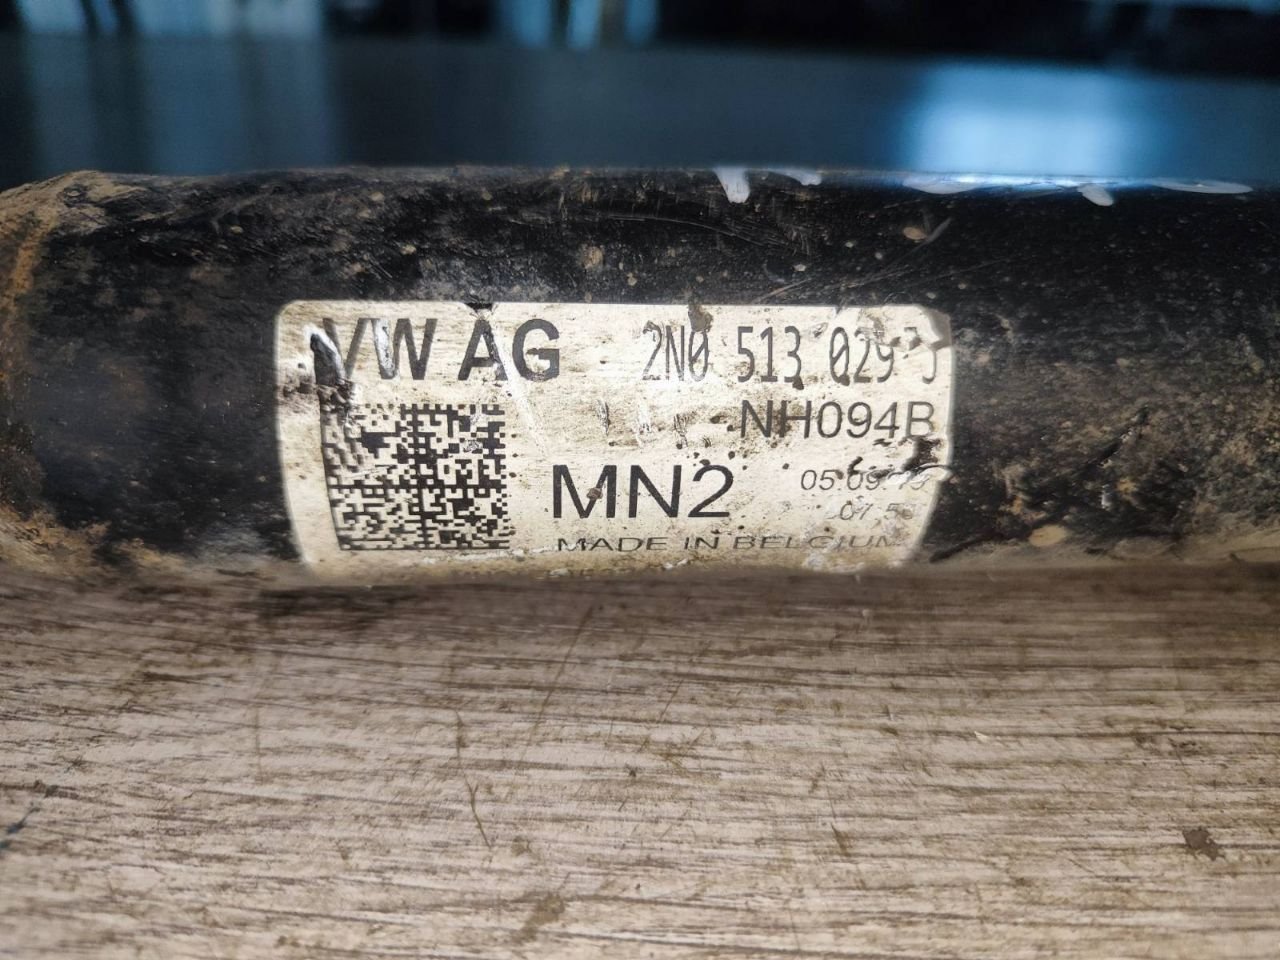 VW AG 2N0 513 029 J
NH094B
MN2
MADE IN BELGIUM